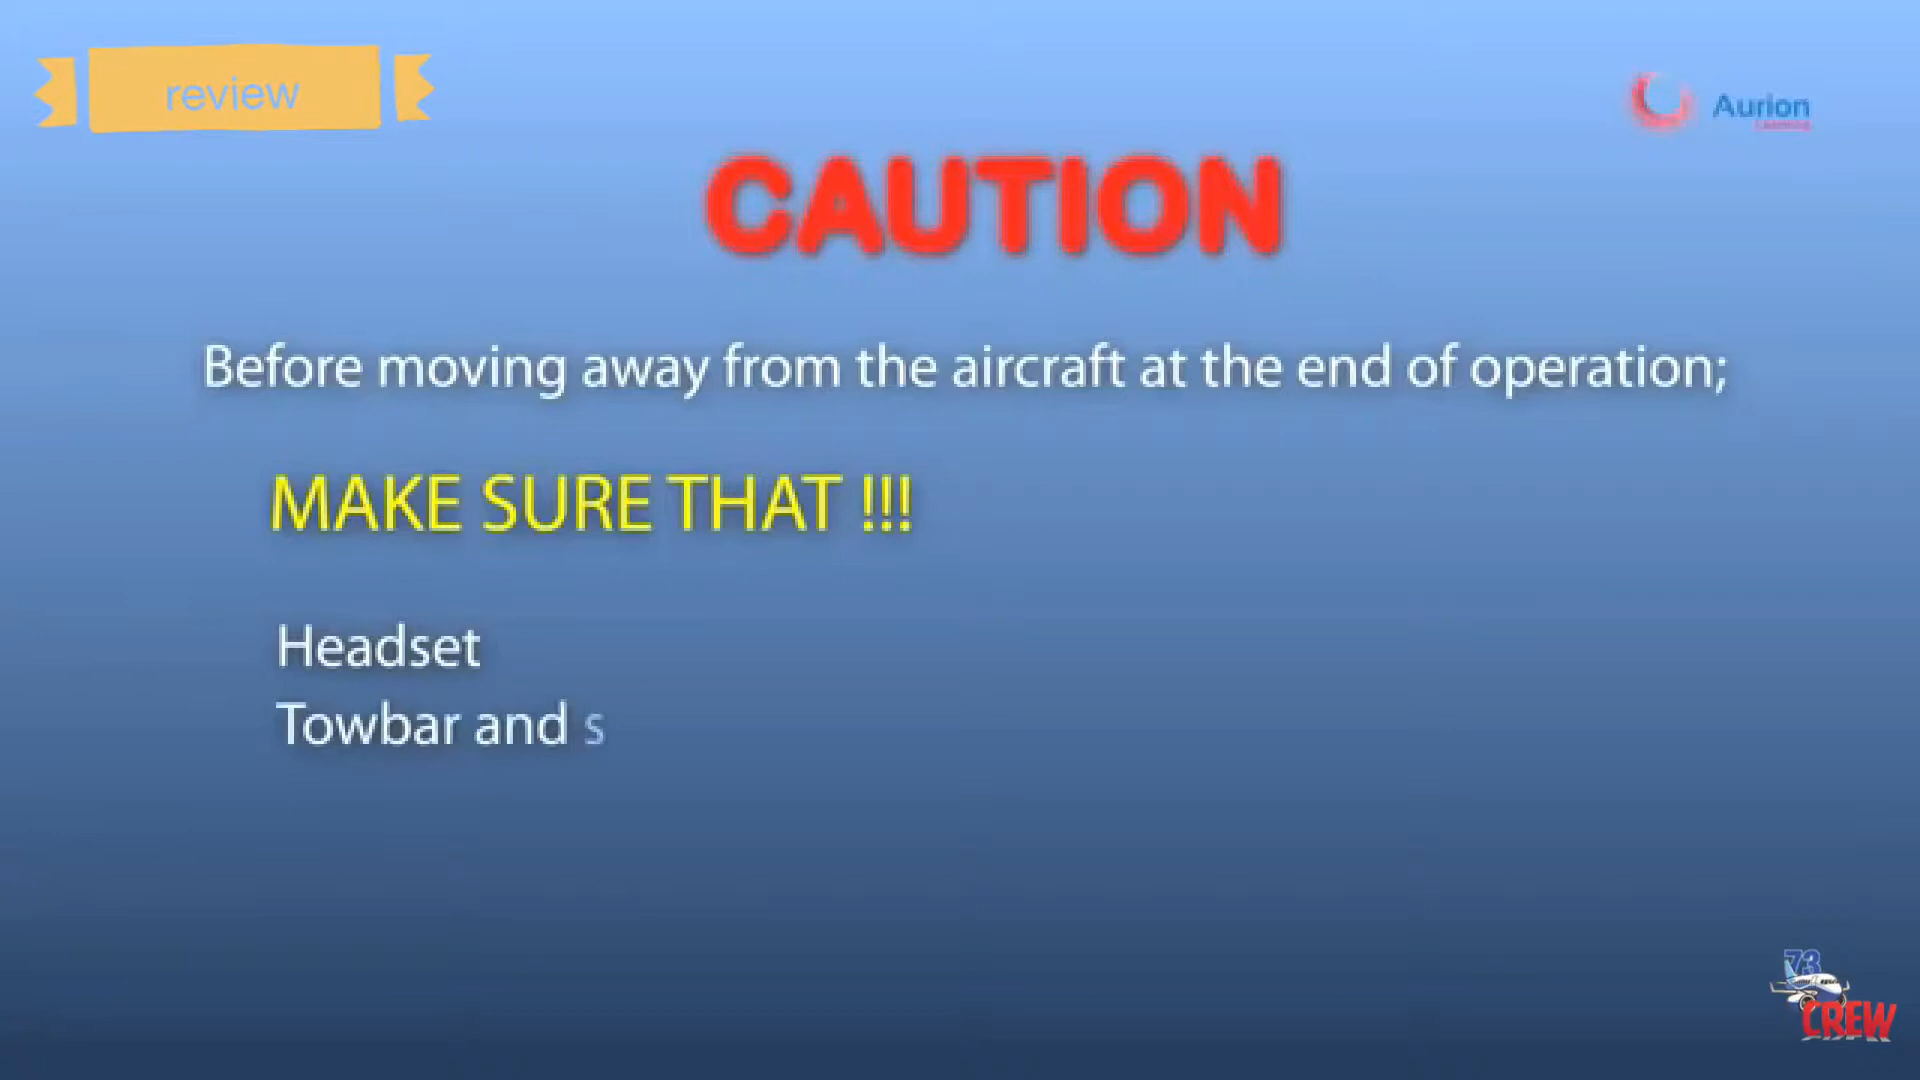 review
Aurion
CAUTION
Before moving away from the aircraft at the end of operation;
MAKE SURE THAT !!!
Headset
Towbar and s
73
CREW